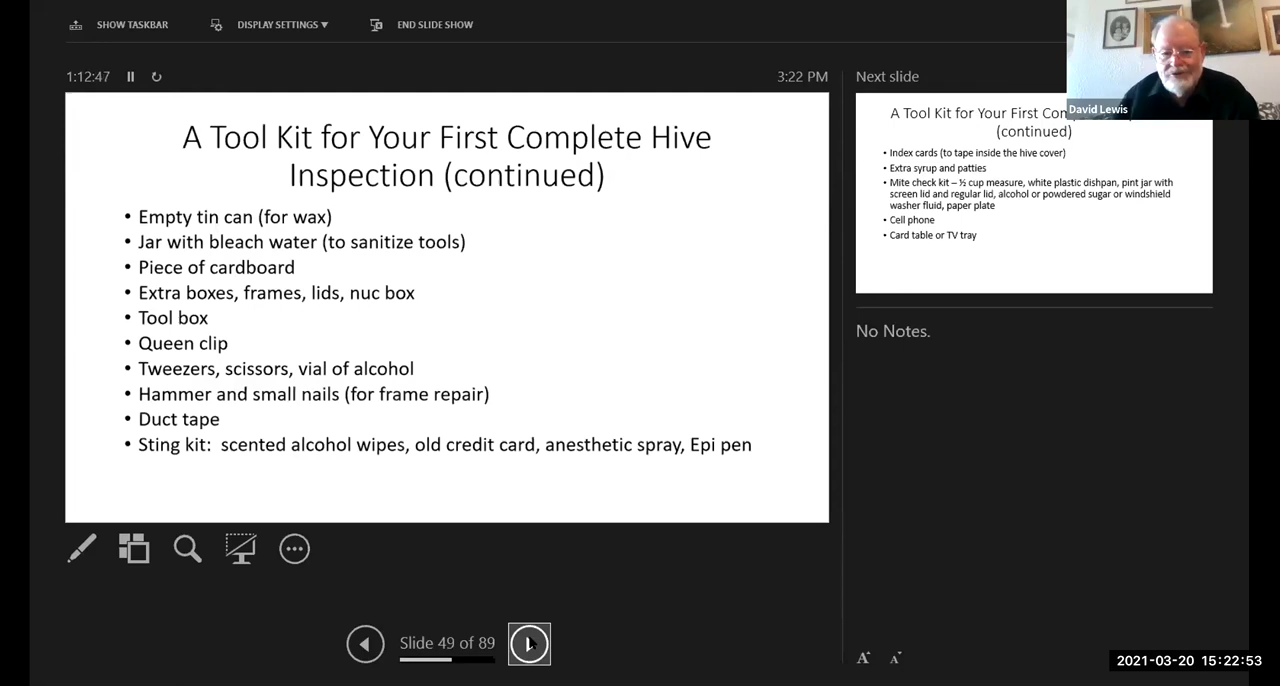 SHOW TASKBAR
DISPLAY SETTINGS ▼
END SLIDE SHOW
1:12:47
3:22 PM
A Tool Kit for Your First Complete Hive
Inspection (continued)
• Empty tin can (for wax)
• Jar with bleach water (to sanitize tools)
• Piece of cardboard
• Extra boxes, frames, lids, nuc box
• Tool box
• Queen clip
• Tweezers, scissors, vial of alcohol
• Hammer and small nails (for frame repair)
• Duct tape
• Sting kit:  scented alcohol wipes, old credit card, anesthetic spray, Epi pen
Slide 49 of 89
Next slide
David Lewis
A Tool Kit for Your First
(continued)
• Index cards (to tape inside the hive cover)
• Extra syrup and patties
• Mite check kit – ½ cup measure, white plastic dishpan, pint jar with
screen lid and regular lid, alcohol or powdered sugar or windshield
washer fluid, paper plate
• Cell phone
• Card table or TV tray
No Notes.
A A
2021-03-20 15:22:53